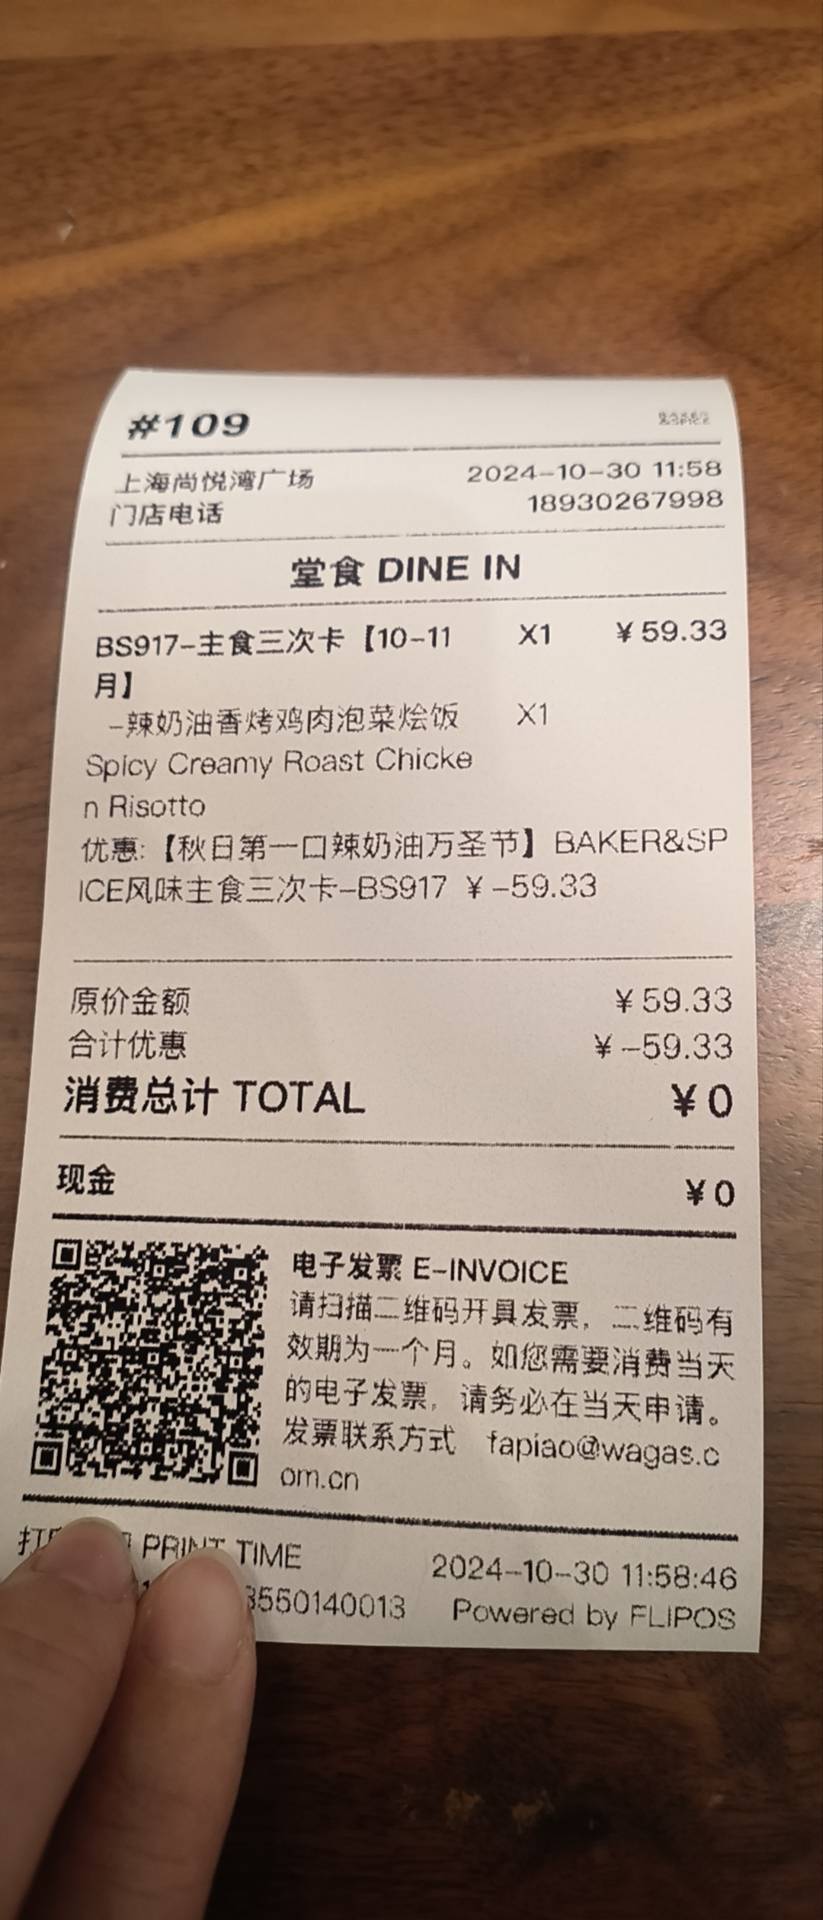 #109
BAKER
&SPICE
上海尚悦湾广场 2024-10-30 11:58
门店电话 18930267998
堂食 DINE IN
BS917-主食三次卡【10-11 X1 ￥59.33
月】
-辣奶油香烤鸡肉泡菜烩饭 X1
Spicy Creamy Roast Chicke
n Risotto
优惠:【秋日第一口辣奶油万圣节】BAKER&SP
ICE风味主食三次卡-BS917 ￥-59.33
原价金额 ￥59.33
合计优惠 ￥-59.33
消费总计 TOTAL ￥0
现金 ￥0
电子发票 E-INVOICE
请扫描二维码开具发票，二维码有
效期为一个月。如您需要消费当天
的电子发票，请务必在当天申请。
发票联系方式 fapiao@wagas.c
om.cn
PRINT TIME 2024-10-30 11:58:46
3550140013 Powered by FLIPOS